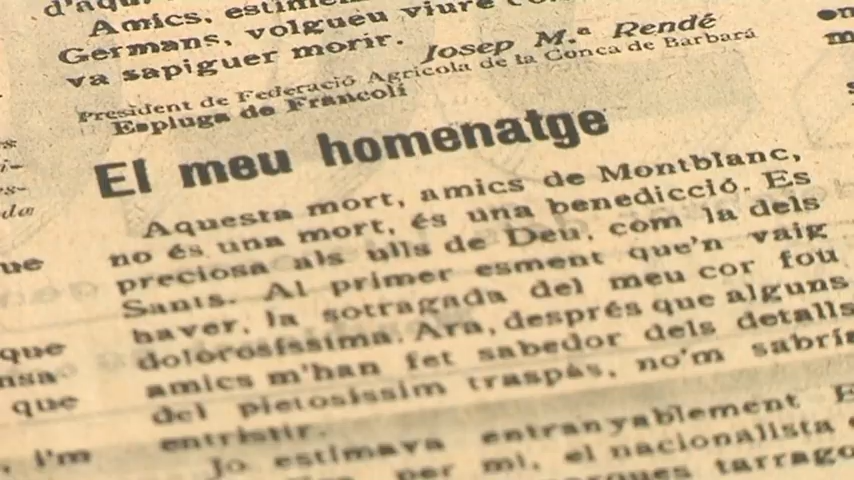 Amics,
Germans, volgueu viure
va sapiguer morir.
Josep M.ª Rendé
President de Federació Agrícola de la Conca de Barbará
Espluga de Francolí
El meu homenatge
Aquesta mort, amics de Montblanc,
no és una mort, és una benedicció. Es
preciosa als ulls de Deu, com la dels
Sants. Al primer esment que'n vaig
haver, la sotragada del meu cor fou
dolorosíssima. Ara, després que alguns
amics m'han fet sabedor dels detalls
del pietosissim traspàs, no'm sabria
entristir.
Jo estimava entranyablement
per mi, el nacionalista
que
que
i'm